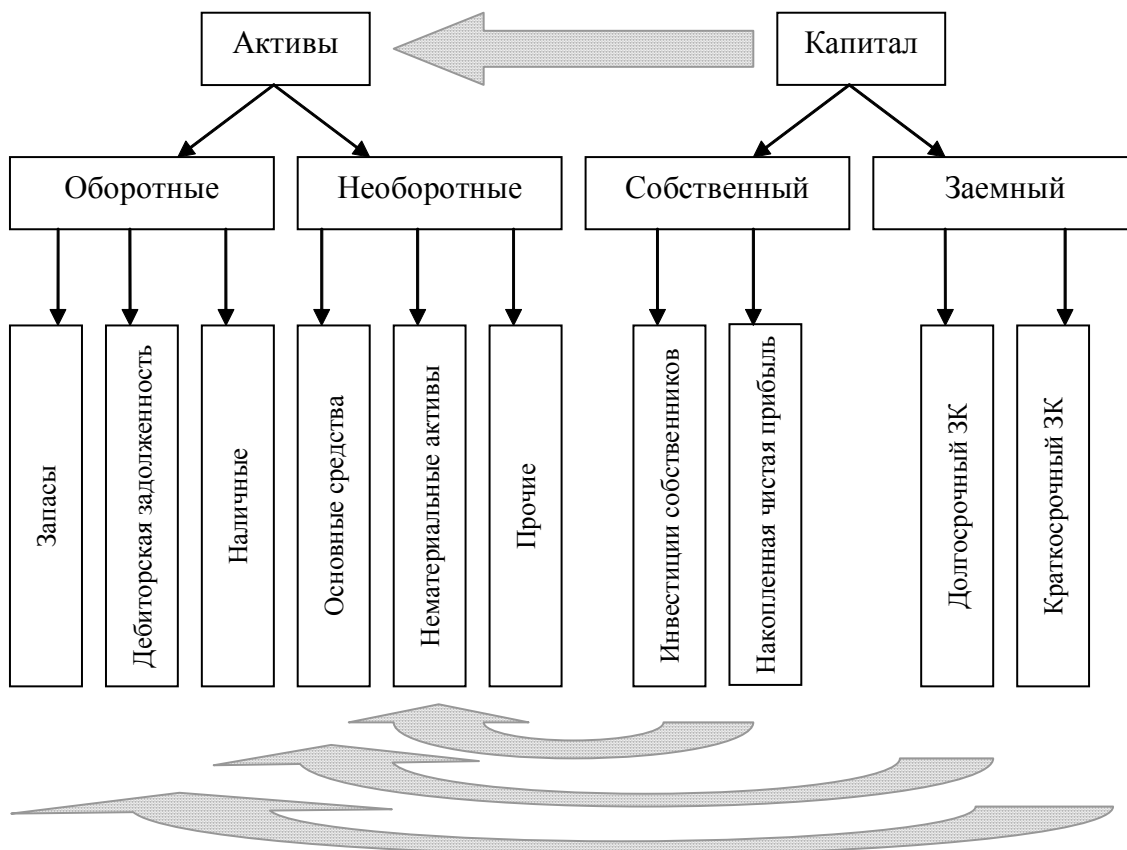 Активы
Капитал
Оборотные
Необоротные
Собственный
Заемный
Запасы
Дебиторская задолженность
Наличные
Основные средства
Нематериальные активы
Прочие
Инвестиции собственников
Накопленная чистая прибыль
Долгосрочный ЗК
Краткосрочный ЗК